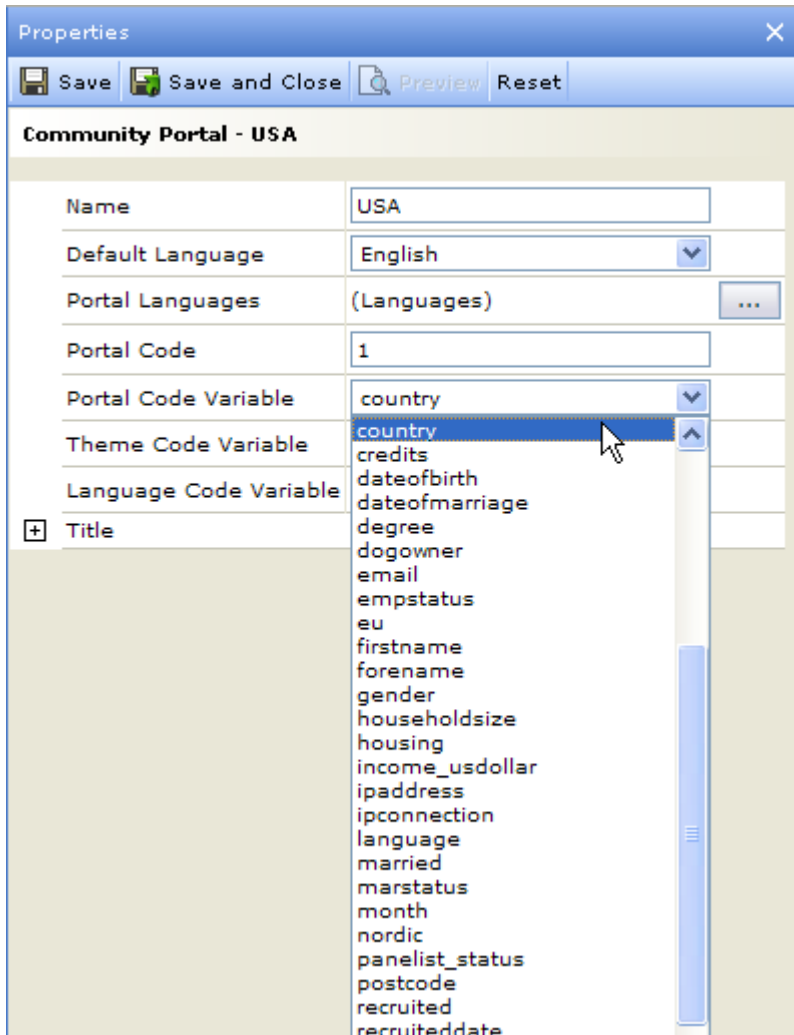 Properties
Save Save and Close Preview Reset
Community Portal - USA
Name USA
Default Language English
Portal Languages (Languages) ...
Portal Code 1
Portal Code Variable country
Theme Code Variable
Language Code Variable
Title
country
credits
dateofbirth
dateofmarriage
degree
dogowner
email
empstatus
eu
firstname
forename
gender
householdsize
housing
income_usdollar
ipaddress
ipconnection
language
married
marstatus
month
nordic
panelist_status
postcode
recruited
recruiteddate